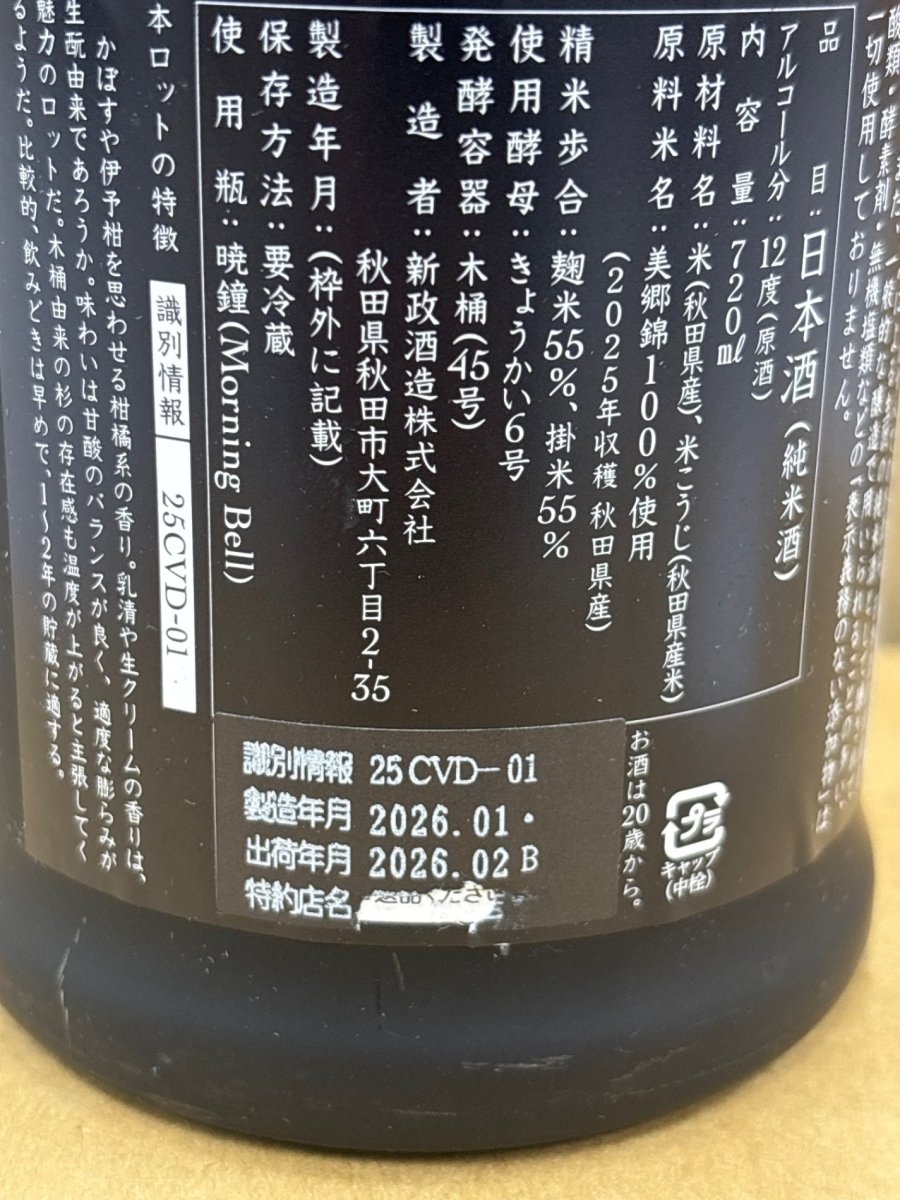 一切使用しておりません。
品目：日本酒（純米酒）
アルコール分：12度（原酒）
内容量：720㎖
原材料名：米（秋田県産）、米こうじ（秋田県産米）
原料米名：美郷錦100％使用
（2025年収穫 秋田県産）
精米歩合：麹米55％、掛米55％
使用酵母：きょうかい6号
発酵容器：木桶（45号）
製造者：新政酒造株式会社
秋田県秋田市大町六丁目2-35
製造年月：（枠外に記載）
保存方法：要冷蔵
使用瓶：暁鐘（Morning Bell）
本ロットの特徴
識別情報 25CVD-01
かぼすや伊予柑を思わせる柑橘系の香り。乳清や生クリームの香りは、
生酛由来であろうか。味わいは甘酸のバランスが良く、適度な膨らみが
魅力のロットだ。木桶由来の杉の存在感も温度が上がると主張してく
るようだ。比較的、飲みどきは早めで、1〜2年の貯蔵に適する。
識別情報 25CVD-01
製造年月 2026.01・
出荷年月 2026.02 B
特約店名
お酒は20歳から。
プラ
キャップ
（中栓）